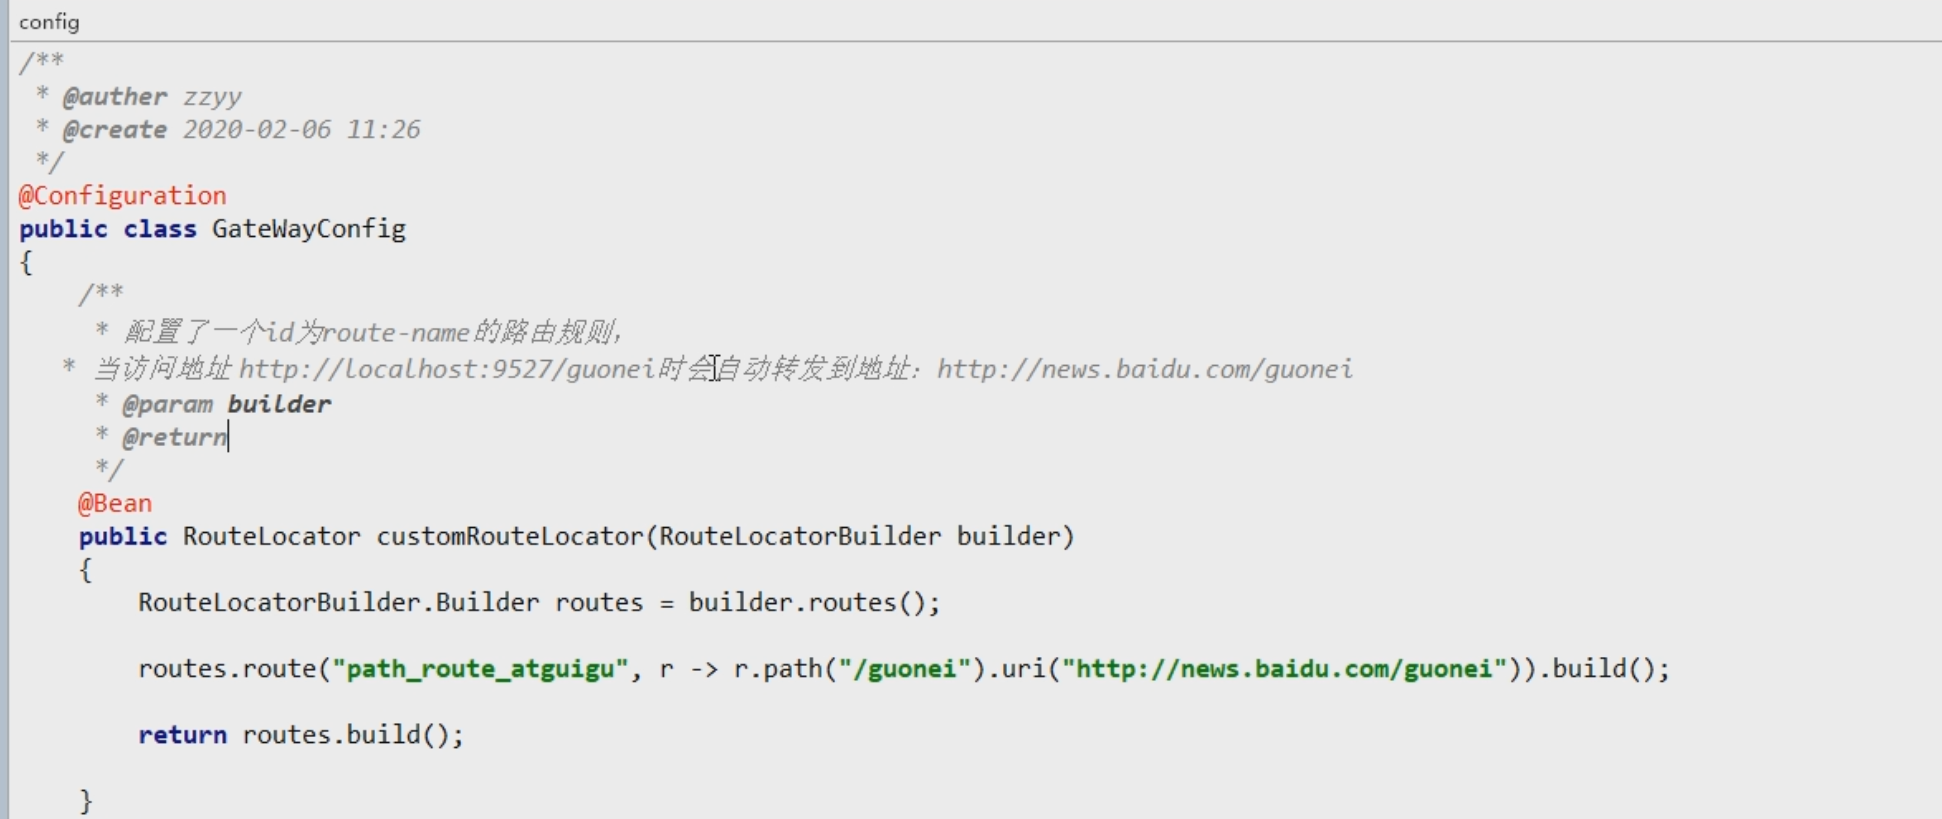 config
/**
 * @auther zzyy
 * @create 2020-02-06 11:26
 */
@Configuration
public class GateWayConfig
{
    /**
     * 配置了一个id为route-name的路由规则，
   * 当访问地址 http://localhost:9527/guonei时会自动转发到地址：http://news.baidu.com/guonei
     * @param builder
     * @return
     */
    @Bean
    public RouteLocator customRouteLocator(RouteLocatorBuilder builder)
    {
        RouteLocatorBuilder.Builder routes = builder.routes();
        routes.route("path_route_atguigu", r -> r.path("/guonei").uri("http://news.baidu.com/guonei")).build();
        return routes.build();
    }